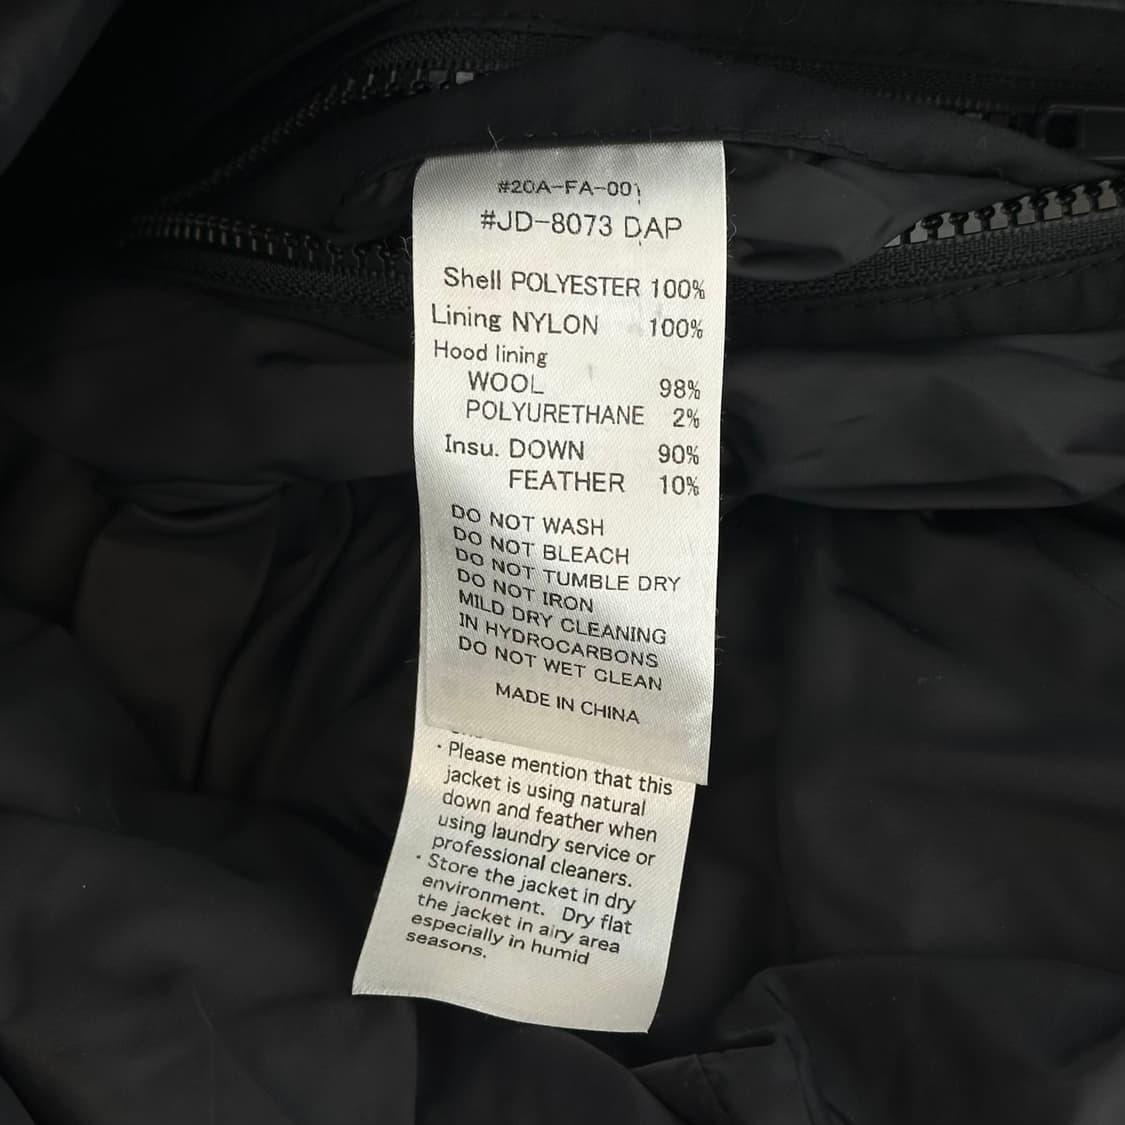 #20A-FA-001
#JD-8073 DAP
Shell POLYESTER 100%
Lining NYLON 100%
Hood lining
WOOL 98%
POLYURETHANE 2%
Insu. DOWN 90%
FEATHER 10%
DO NOT WASH
DO NOT BLEACH
DO NOT TUMBLE DRY
DO NOT IRON
MILD DRY CLEANING
IN HYDROCARBONS
DO NOT WET CLEAN
MADE IN CHINA
· Please mention that this
jacket is using natural
down and feather when
using laundry service or
professional cleaners.
· Store the jacket in dry
environment. Dry flat
the jacket in airy area
especially in humid
seasons.